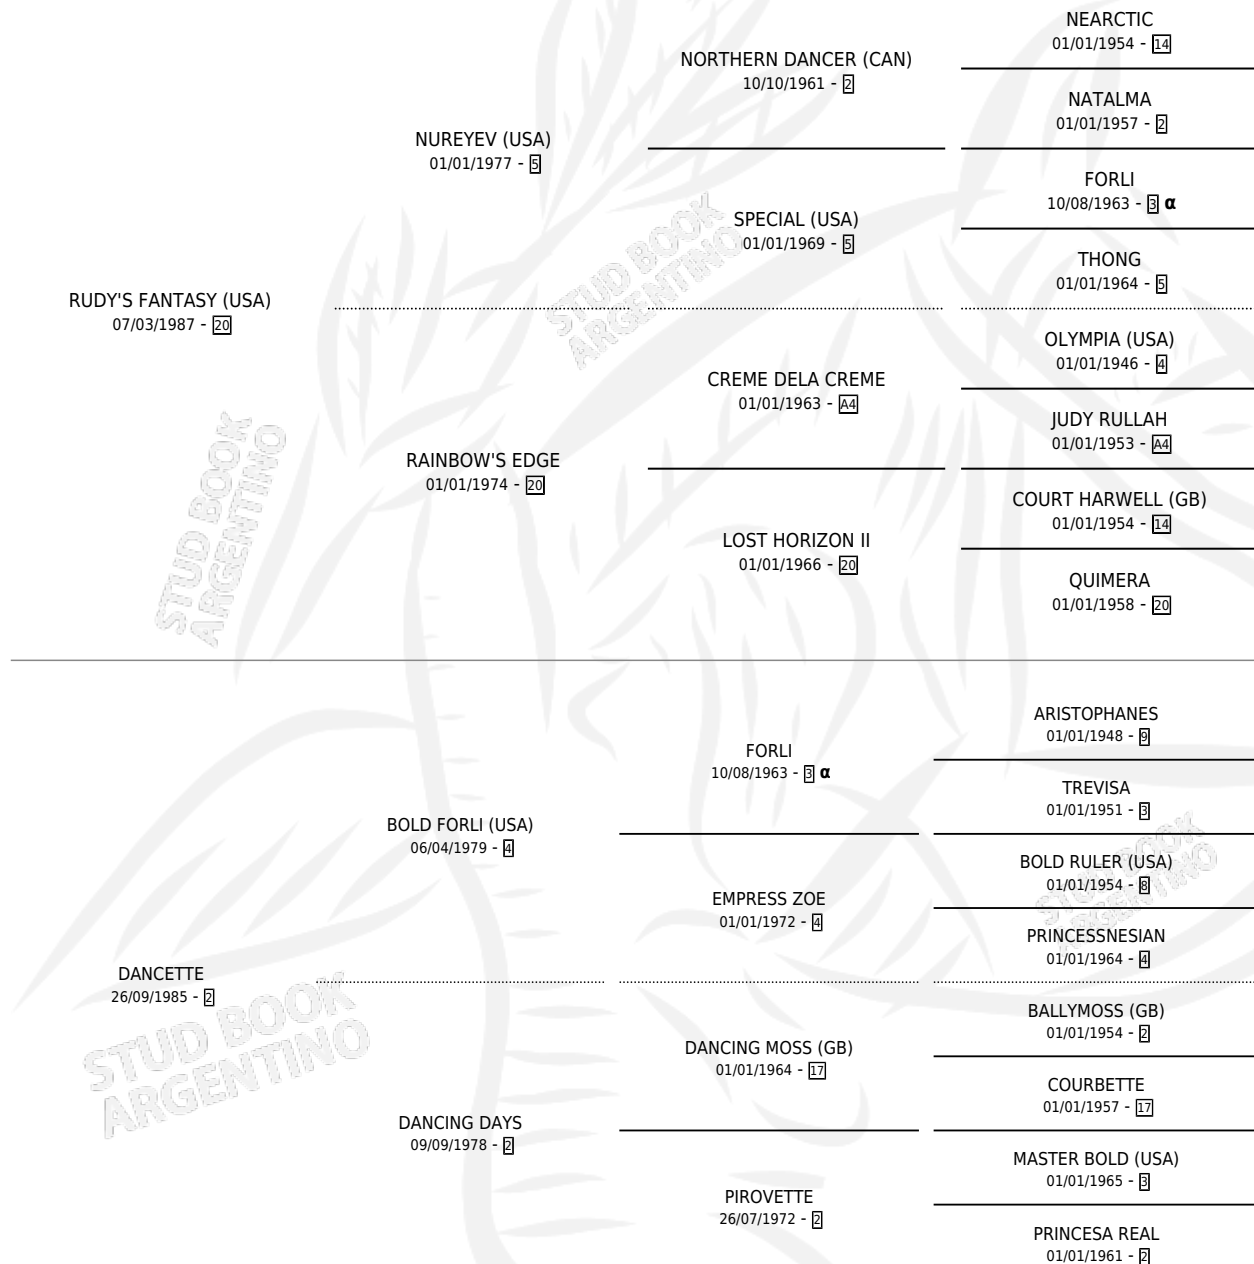 NEARCTIC
01/01/1954 - 14
NORTHERN DANCER (CAN)
10/10/1961 - 2
NATALMA
01/01/1957 - 2
NUREYEV (USA)
01/01/1977 - 5
FORLI
10/08/1963 - 3 α
SPECIAL (USA)
01/01/1969 - 5
THONG
01/01/1964 - 5
RUDY'S FANTASY (USA)
07/03/1987 - 20
OLYMPIA (USA)
01/01/1946 - 4
CREME DELA CREME
01/01/1963 - A4
JUDY RULLAH
01/01/1953 - A4
RAINBOW'S EDGE
01/01/1974 - 20
COURT HARWELL (GB)
01/01/1954 - 14
LOST HORIZON II
01/01/1966 - 20
QUIMERA
01/01/1958 - 20
ARISTOPHANES
01/01/1948 - 9
FORLI
10/08/1963 - 3 α
TREVISA
01/01/1951 - 3
BOLD FORLI (USA)
06/04/1979 - 4
BOLD RULER (USA)
01/01/1954 - 8
EMPRESS ZOE
01/01/1972 - 4
PRINCESSNESIAN
01/01/1964 - 4
DANCETTE
26/09/1985 - 2
BALLYMOSS (GB)
01/01/1954 - 2
DANCING MOSS (GB)
01/01/1964 - 17
COURBETTE
01/01/1957 - 17
DANCING DAYS
09/09/1978 - 2
MASTER BOLD (USA)
01/01/1965 - 3
PIROVETTE
26/07/1972 - 2
PRINCESA REAL
01/01/1961 - 2
STUD BOOK
ARGENTINO
STUD BOOK
ARGENTINO
STUD BOOK
ARGENTINO
STUD BOOK
ARGENTINO